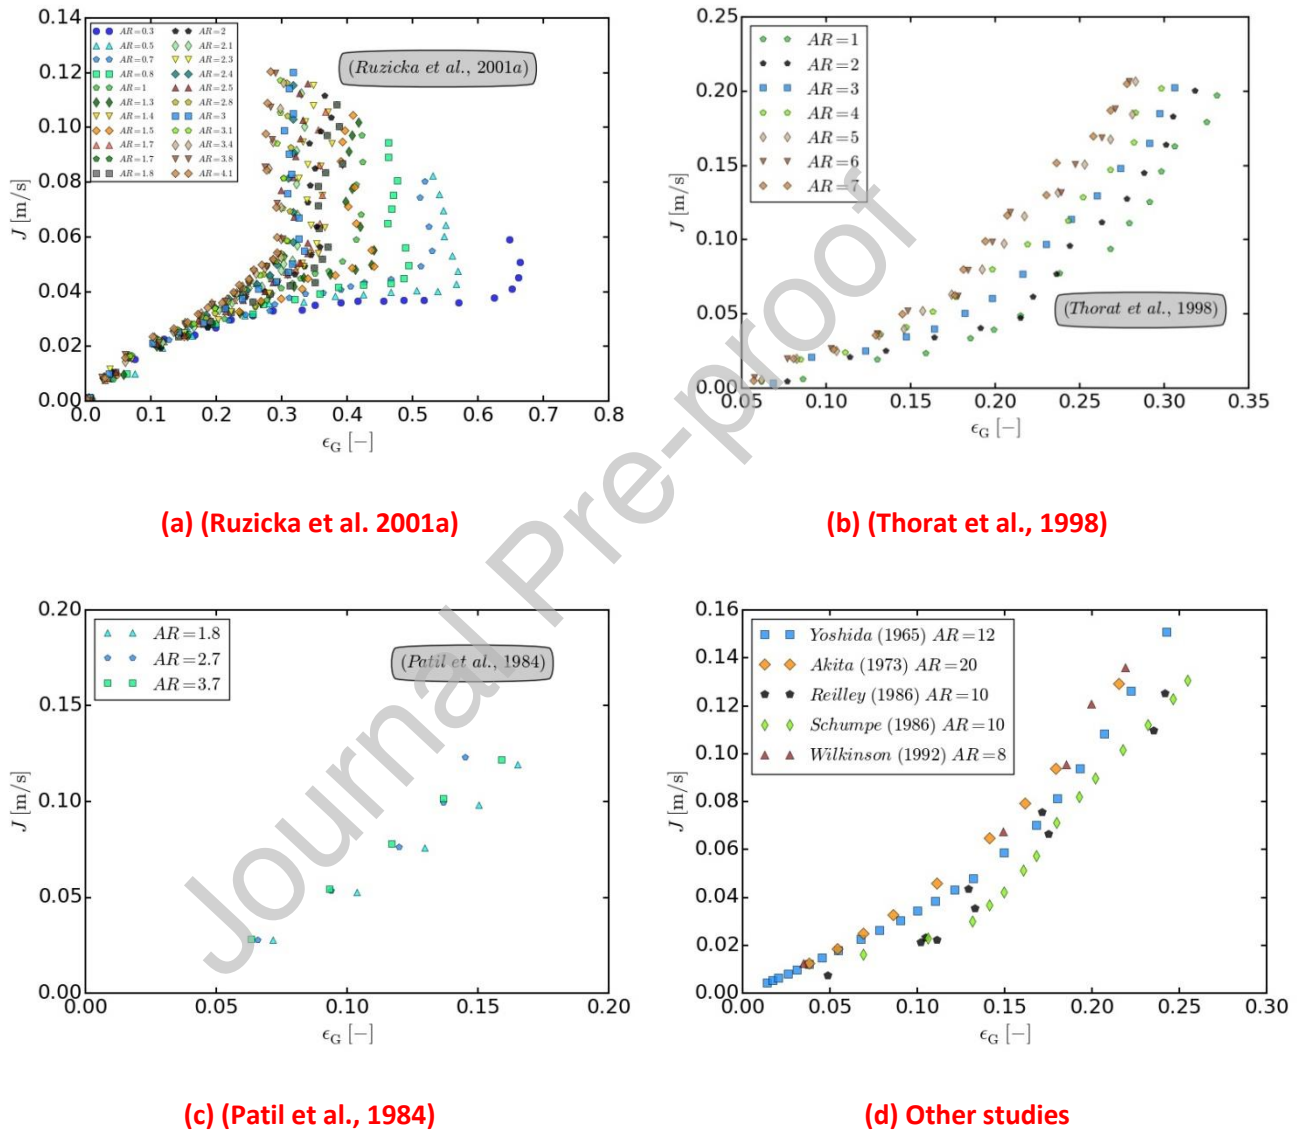 0.14
0.12
0.10
0.08
0.06
0.04
0.02
0.00
J [m/s]
AR=0.3
AR=0.5
AR=0.7
AR=0.8
AR=1
AR=1.3
AR=1.4
AR=1.5
AR=1.7
AR=1.7
AR=1.8
AR=2
AR=2.1
AR=2.3
AR=2.4
AR=2.5
AR=2.8
AR=3
AR=3.1
AR=3.4
AR=3.8
AR=4.1
(Ruzicka et al., 2001a)
0.0 0.1 0.2 0.3 0.4 0.5 0.6 0.7 0.8
ϵG [−]
(a) (Ruzicka et al. 2001a)
0.25
0.20
0.15
0.10
0.05
0.00
J [m/s]
AR=1
AR=2
AR=3
AR=4
AR=5
AR=6
AR=7
(Thorat et al., 1998)
0.05 0.10 0.15 0.20 0.25 0.30 0.35
ϵG [−]
(b) (Thorat et al., 1998)
0.20
0.15
0.10
0.05
0.00
J [m/s]
AR=1.8
AR=2.7
AR=3.7
(Patil et al., 1984)
0.00 0.05 0.10 0.15 0.20
ϵG [−]
(c) (Patil et al., 1984)
0.16
0.14
0.12
0.10
0.08
0.06
0.04
0.02
0.00
J [m/s]
Yoshida (1965) AR=12
Akita (1973) AR=20
Reilley (1986) AR=10
Schumpe (1986) AR=10
Wilkinson (1992) AR=8
0.00 0.05 0.10 0.15 0.20 0.25 0.30
ϵG [−]
(d) Other studies
Journal Pre-proof